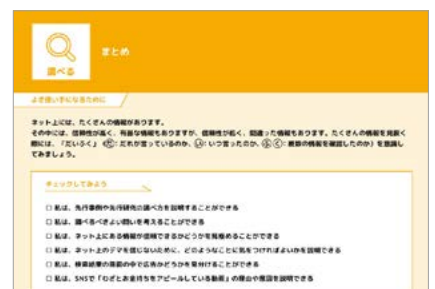 調べる
まとめ
よき使い手になるために
ネット上には、たくさんの情報があります。
その中には、信頼性が高く、有益な情報もありますが、信頼性が低く、間違った情報もあります。たくさんの情報を見抜く
際には、「だいふく」（だ：だれが言っているのか、い：いつ言ったのか、ふく：複数の情報を確認したのか）を意識し
てみましょう。
チェックしてみよう
□ 私は、先行事例や先行研究の調べ方を説明することができる
□ 私は、調べるべきよい問いを考えることができる
□ 私は、ネット上にある情報が信頼できるかどうかを見極めることができる
□ 私は、ネット上のデマを信じないために、どのようなことに気をつければよいかを説明できる
□ 私は、検索結果の画面の中で広告かどうかを見分けることができる
□ 私は、SNSで「わざとお金持ちをアピールしている動画」の理由や意図を説明できる